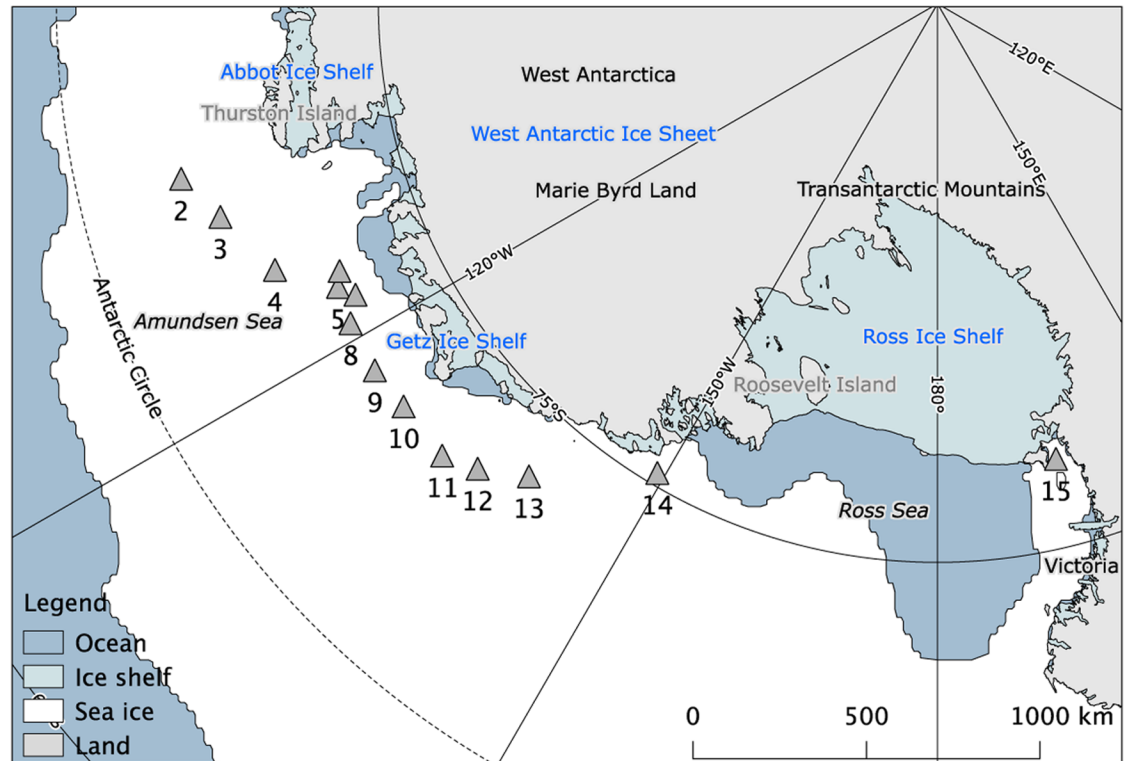 120°E
Abbot Ice Shelf
West Antarctica
Thurston Island
West Antarctic Ice Sheet
150°E
Marie Byrd Land
Transantarctic Mountains
2
3
120°W
4
Antarctic Circle
Amundsen Sea
5
8
Getz Ice Shelf
Ross Ice Shelf
9
75°S
150°W
Roosevelt Island
180°
10
11
12
13
14
15
Ross Sea
Victoria
Legend
Ocean
Ice shelf
Sea ice
Land
0 500 1000 km